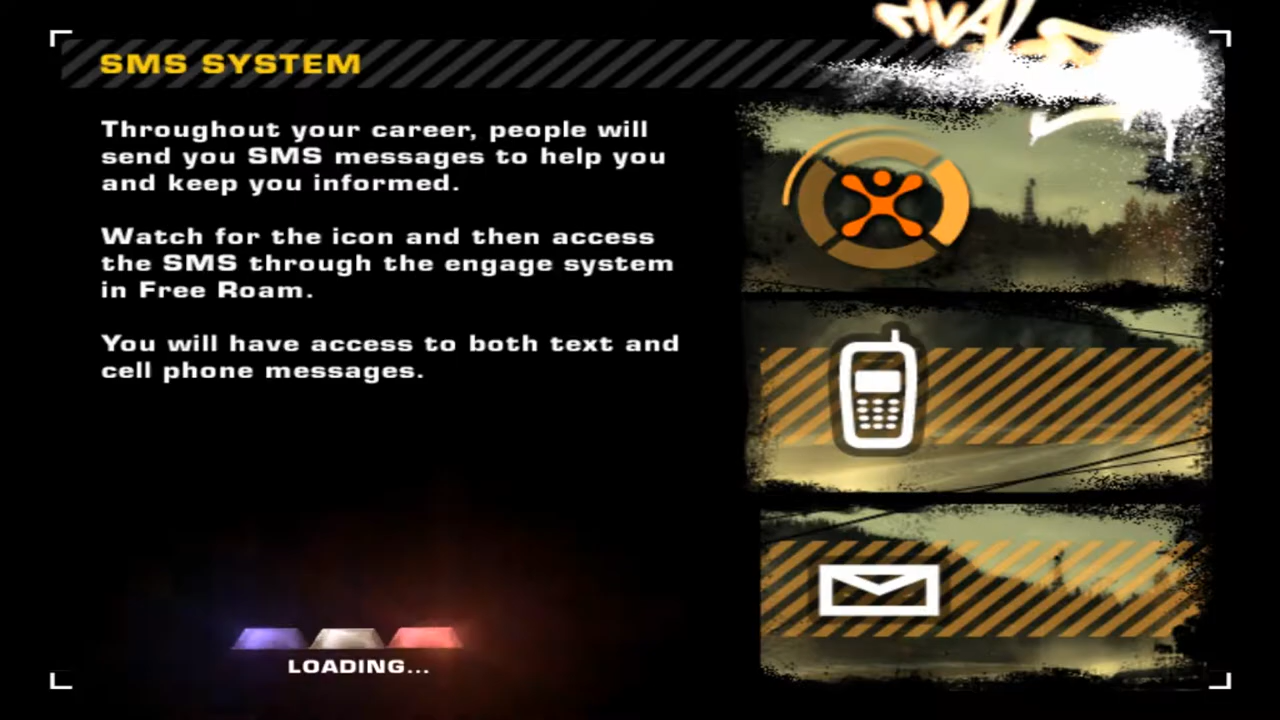 SMS SYSTEM
Throughout your career, people will
send you SMS messages to help you
and keep you informed.
Watch for the icon and then access
the SMS through the engage system
in Free Roam.
You will have access to both text and
cell phone messages.
LOADING...